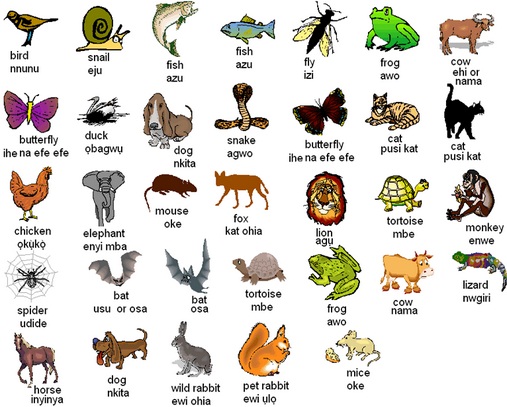 bird
nnunu
snail
eju
fish
azu
fish
azu
fly
izi
frog
awo
cow
ehi or
nama
butterfly
ihe na efe efe
duck
ọbagwụ
dog
nkita
snake
agwo
butterfly
ihe na efe efe
cat
pusi kat
cat
pusi kat
chicken
ọkụkọ
elephant
enyi mba
mouse
oke
fox
kat ohia
lion
agụ
tortoise
mbe
monkey
enwe
spider
udide
bat
usu or osa
bat
osa
tortoise
mbe
frog
awo
cow
nama
lizard
nwgiri
horse
inyinya
dog
nkita
wild rabbit
ewi ohia
pet rabbit
ewi ụlọ
mice
oke